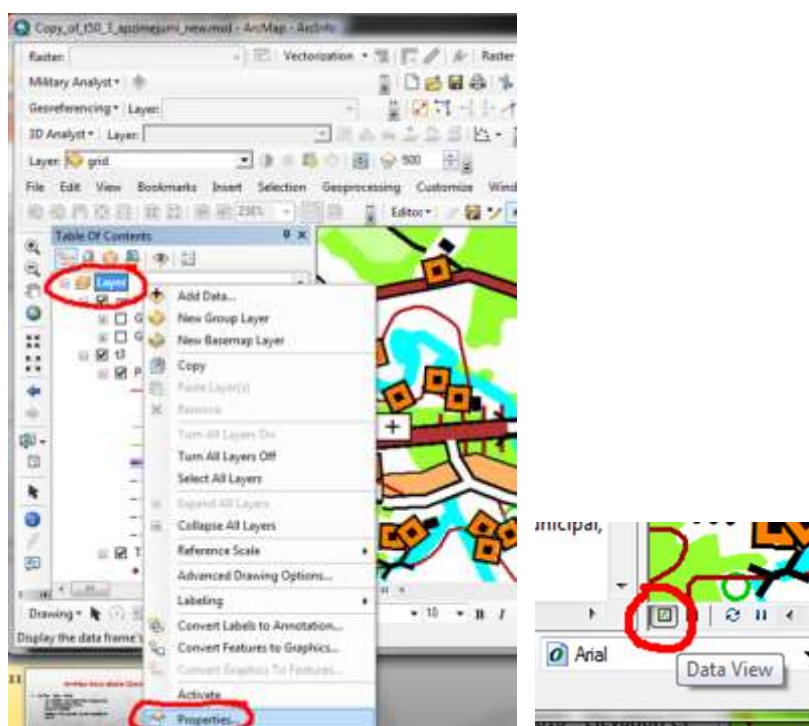 Copy_of_t50_3_apzimejumi_new.mxd - ArcMap - ArcInfo
Raster: Vectorization Raster
Military Analyst
Georeferencing Layer:
3D Analyst Layer:
Layer: grid 500
File Edit View Bookmarks Insert Selection Geoprocessing Customize Wind
Editor
Table Of Contents
Layer
Add Data...
New Group Layer
G
New Basemap Layer
G
t3
Copy
P
Paste Layer(s)
Remove
Turn All Layers On
Turn All Layers Off
Select All Layers
Expand All Layers
Collapse All Layers
Reference Scale
T
Advanced Drawing Options...
Labeling
Drawing 10 B I
Convert Labels to Annotation...
Display the data frame
Convert Features to Graphics...
Convert Graphics To Features...
11
Activate
Properties...
unicipal,
Arial
Data View